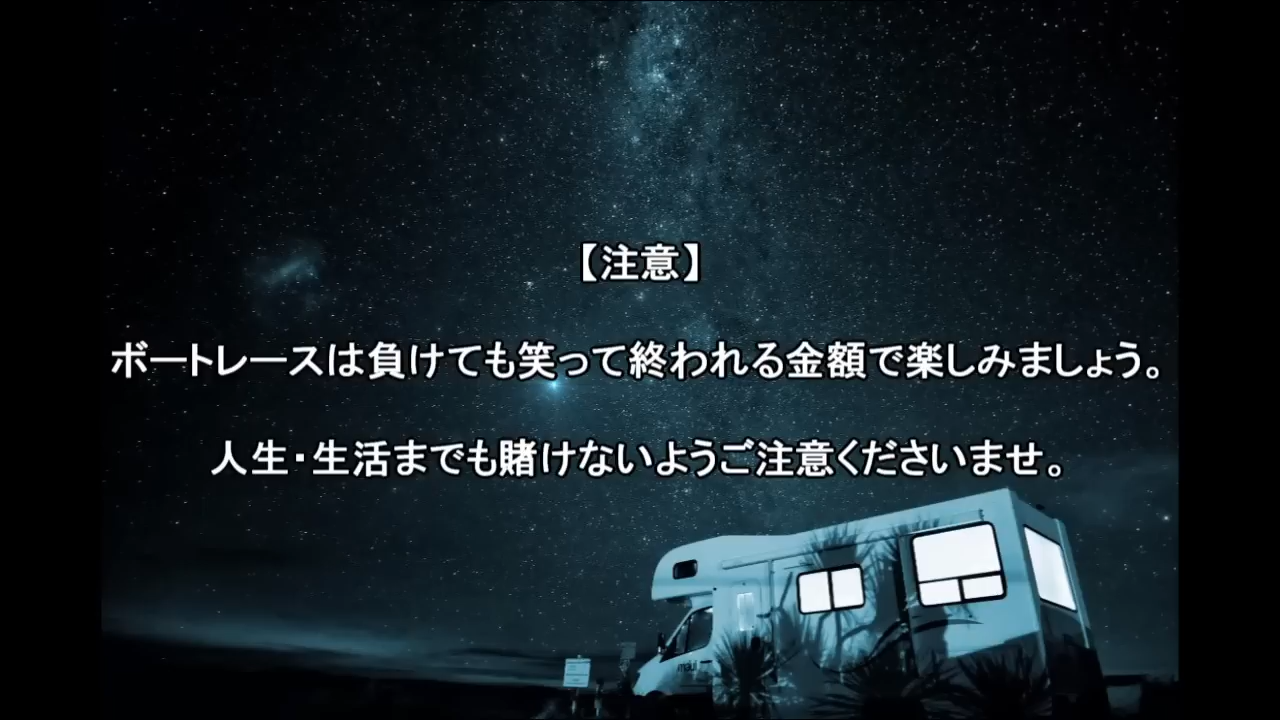 【注意】
ボートレースは負けても笑って終われる金額で楽しみましょう。
人生・生活までも賭けないようご注意くださいませ。
maui